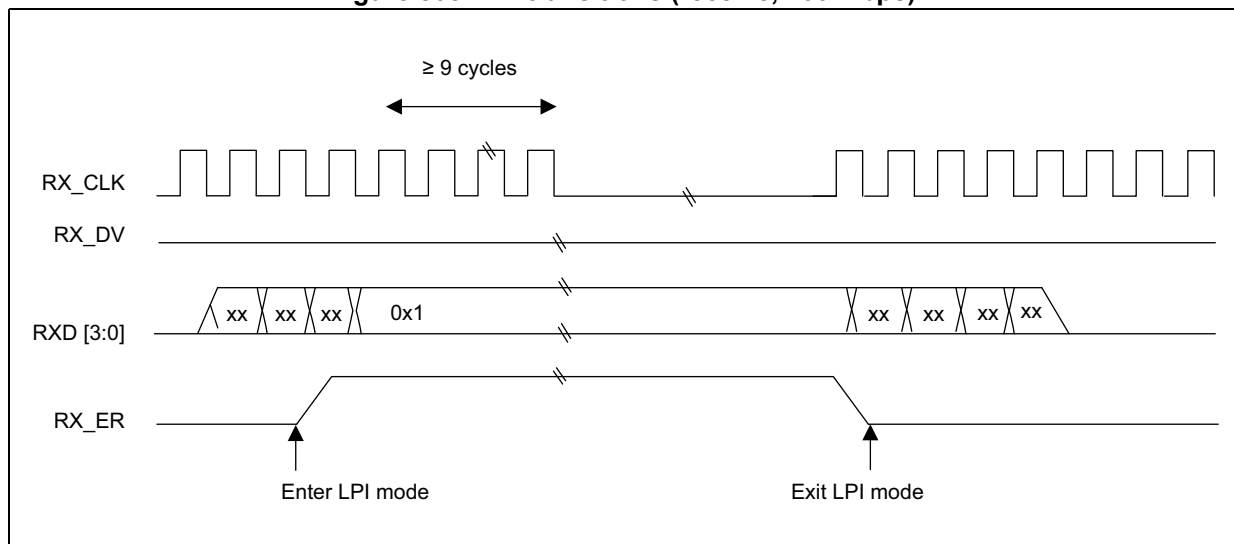 ≥ 9 cycles
RX_CLK
RX_DV
xx xx xx 0x1 xx xx xx xx
RXD [3:0]
RX_ER
Enter LPI mode Exit LPI mode